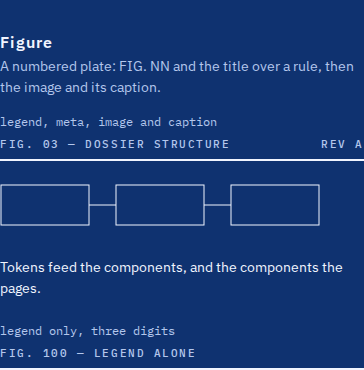 Figure
A numbered plate: FIG. NN and the title over a rule, then
the image and its caption.
legend, meta, image and caption
FIG. 03 — DOSSIER STRUCTURE REV A
Tokens feed the components, and the components the
pages.
legend only, three digits
FIG. 100 — LEGEND ALONE